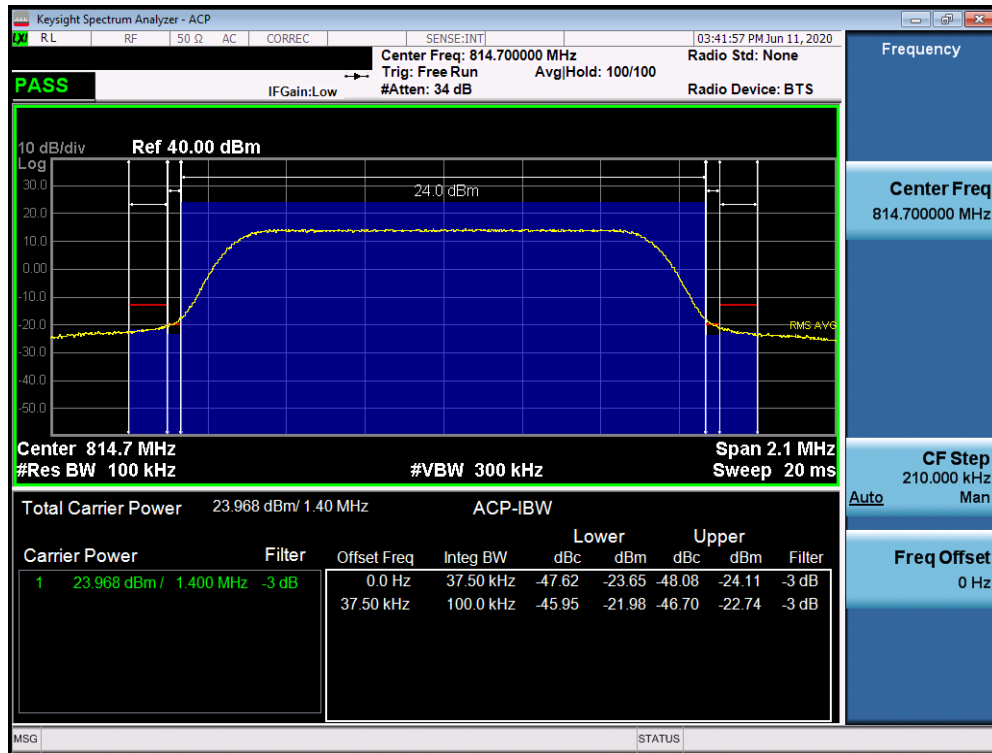 Keysight Spectrum Analyzer - ACP
LXI RL RF 50 Ω AC CORREC SENSE:INT 03:41:57 PM Jun 11, 2020
Center Freq: 814.700000 MHz Radio Std: None
Trig: Free Run Avg|Hold: 100/100
PASS IFGain:Low #Atten: 34 dB Radio Device: BTS
Frequency
10 dB/div Ref 40.00 dBm
Log
30.0
24.0 dBm
20.0
10.0
0.00
-10.0
-20.0
RMS AVG
-30.0
-40.0
-50.0
Center 814.7 MHz Span 2.1 MHz
#Res BW 100 kHz #VBW 300 kHz Sweep 20 ms
Center Freq
814.700000 MHz
CF Step
210.000 kHz
Auto Man
Freq Offset
0 Hz
Total Carrier Power 23.968 dBm/ 1.40 MHz ACP-IBW
Lower Upper
Carrier Power Filter Offset Freq Integ BW dBc dBm dBc dBm Filter
1 23.968 dBm / 1.400 MHz -3 dB 0.0 Hz 37.50 kHz -47.62 -23.65 -48.08 -24.11 -3 dB
37.50 kHz 100.0 kHz -45.95 -21.98 -46.70 -22.74 -3 dB
MSG STATUS